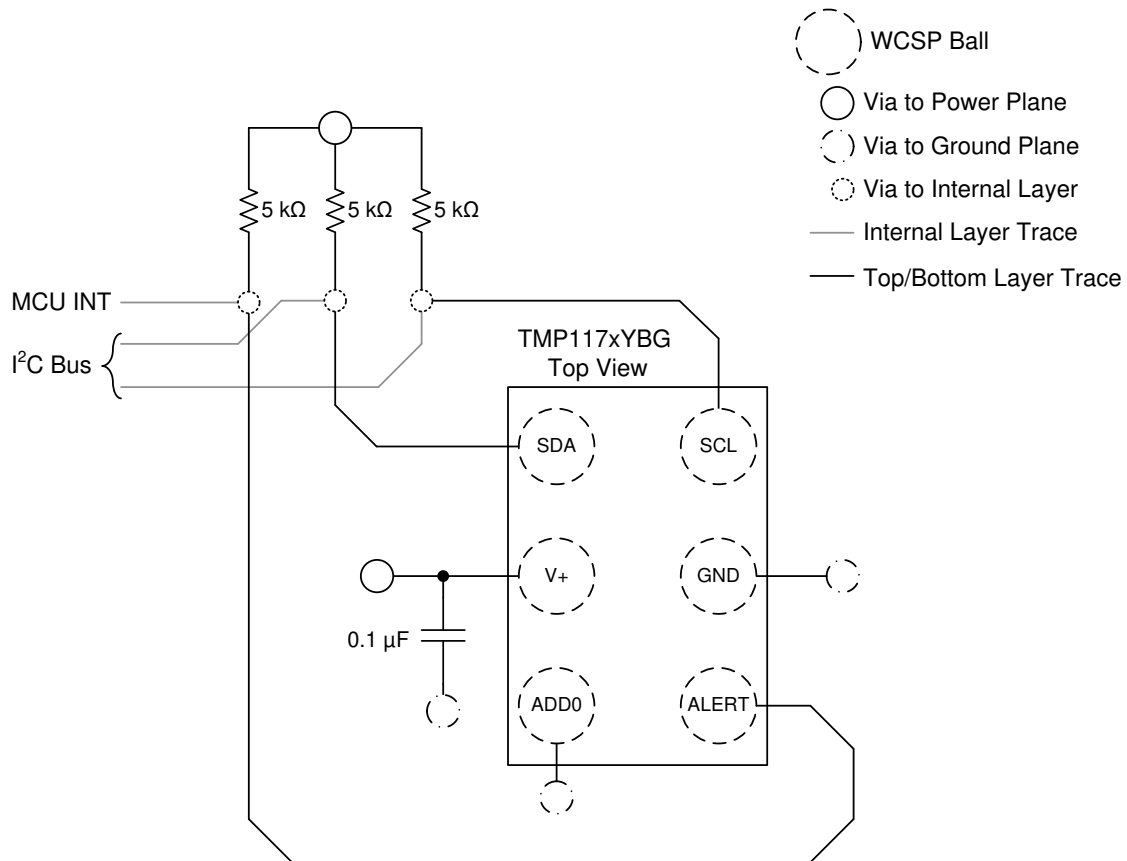 WCSP Ball
Via to Power Plane
Via to Ground Plane
Via to Internal Layer
Internal Layer Trace
Top/Bottom Layer Trace
5 kΩ
5 kΩ
5 kΩ
MCU INT
I²C Bus
TMP117xYBG
Top View
SDA
SCL
V+
GND
0.1 µF
ADD0
ALERT